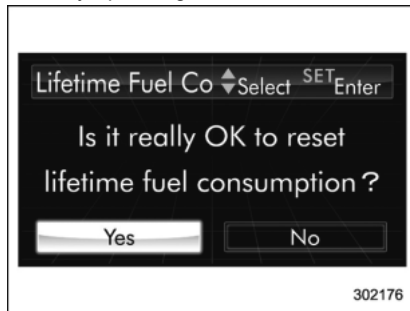 Lifetime Fuel Co Select SET Enter
Is it really OK to reset
lifetime fuel consumption ?
Yes No
302176